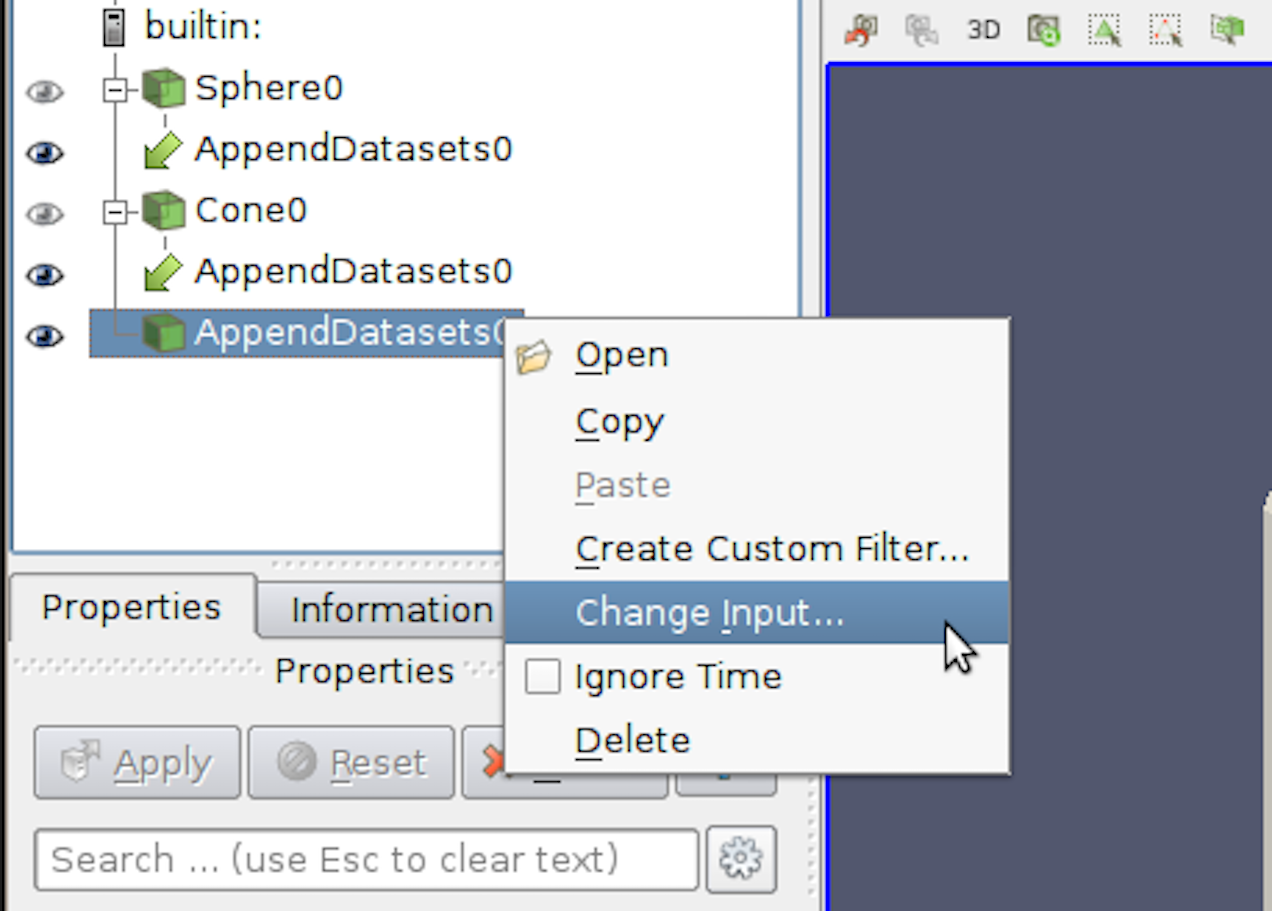 builtin:
3D
Sphere0
AppendDatasets0
Cone0
AppendDatasets0
AppendDatasets0
Open
Copy
Paste
Create Custom Filter...
Change Input...
Ignore Time
Delete
Properties
Information
Properties
Apply
Reset
Search ... (use Esc to clear text)